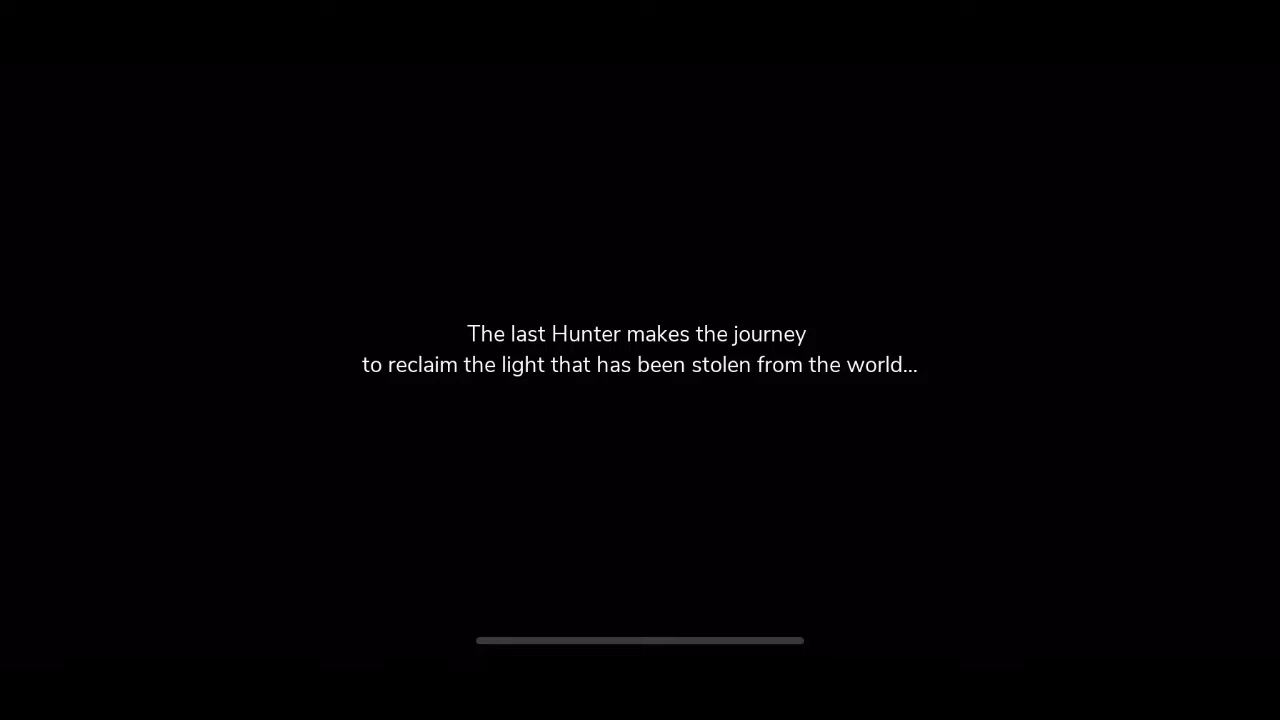 The last Hunter makes the journey
to reclaim the light that has been stolen from the world...